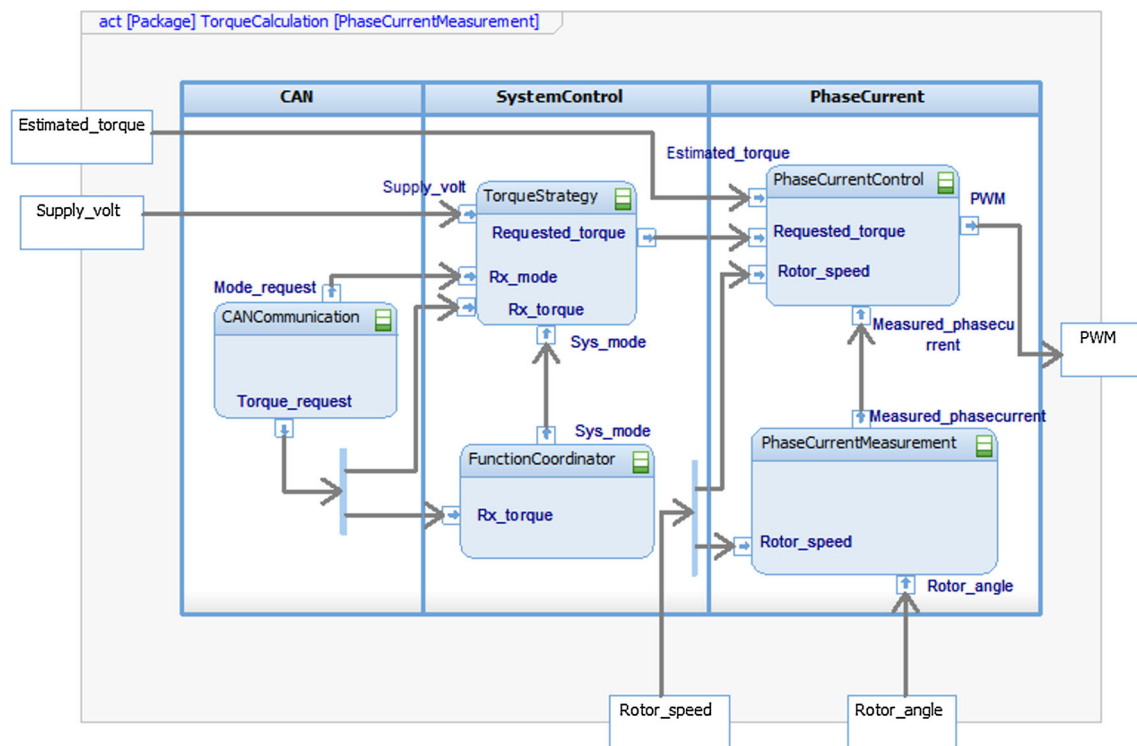 act [Package] TorqueCalculation [PhaseCurrentMeasurement]
CAN
SystemControl
PhaseCurrent
Estimated_torque
Estimated_torque
Supply_volt
Supply_volt
TorqueStrategy
Requested_torque
Rx_mode
Rx_torque
PhaseCurrentControl
Requested_torque
Rotor_speed
PWM
Mode_request
CANCommunication
Torque_request
Sys_mode
Measured_phasecu
rrent
PWM
Sys_mode
FunctionCoordinator
Rx_torque
Measured_phasecurrent
PhaseCurrentMeasurement
Rotor_speed
Rotor_angle
Rotor_speed
Rotor_angle